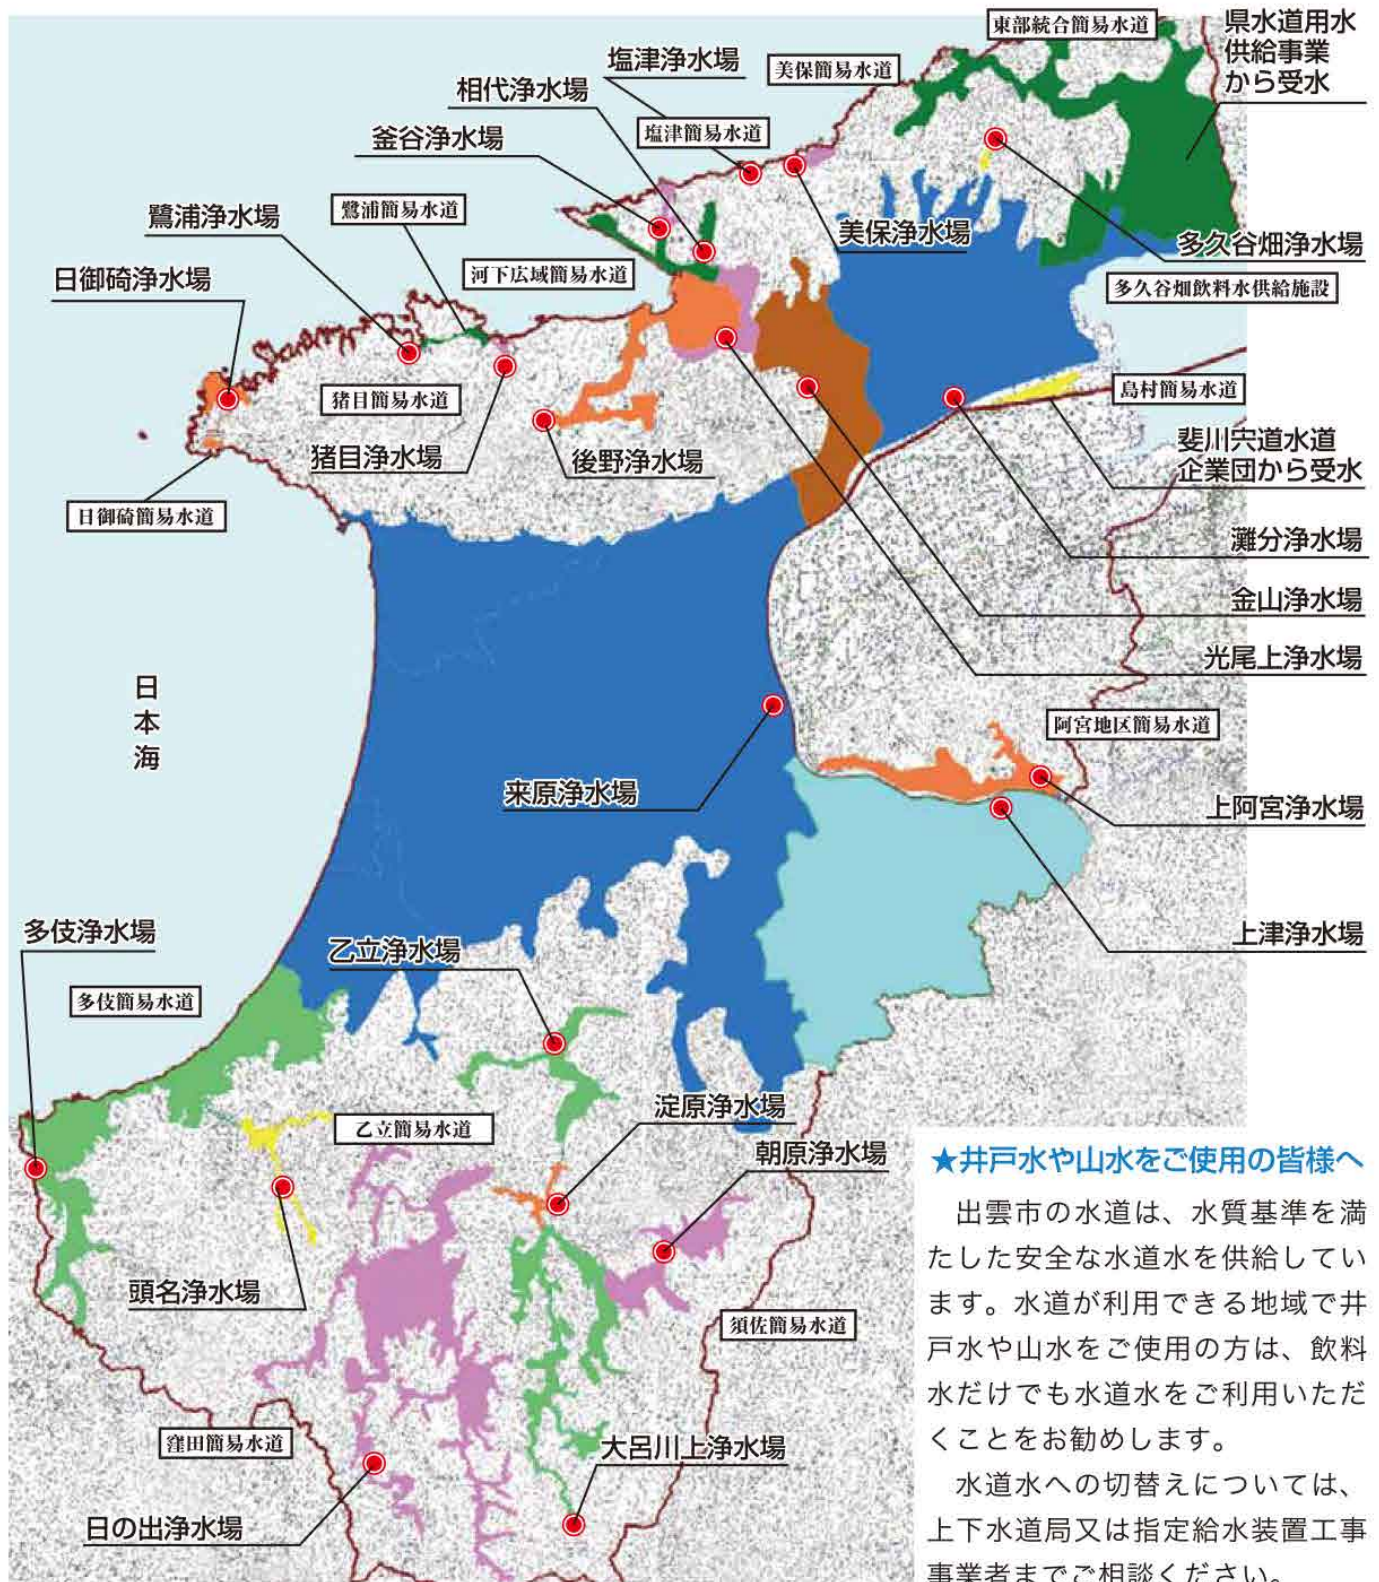 東部統合簡易水道
県水道用水
供給事業
から受水
塩津浄水場
美保簡易水道
相代浄水場
塩津簡易水道
釜谷浄水場
鷺浦簡易水道
鷺浦浄水場
美保浄水場
多久谷畑浄水場
河下広域簡易水道
日御碕浄水場
多久谷畑飲料水供給施設
猪目簡易水道
島村簡易水道
猪目浄水場
後野浄水場
斐川宍道水道
企業団から受水
日御碕簡易水道
灘分浄水場
金山浄水場
光尾上浄水場
日本海
阿宮地区簡易水道
来原浄水場
上阿宮浄水場
上津浄水場
多伎浄水場
乙立浄水場
多伎簡易水道
淀原浄水場
乙立簡易水道
朝原浄水場
頭名浄水場
須佐簡易水道
窪田簡易水道
大呂川上浄水場
日の出浄水場
★井戸水や山水をご使用の皆様へ
出雲市の水道は、水質基準を満
たした安全な水道水を供給してい
ます。水道が利用できる地域で井
戸水や山水をご使用の方は、飲料
水だけでも水道水をご利用いただ
くことをお勧めします。
水道水への切替えについては、
上下水道局又は指定給水装置工事
事業者までご相談ください。